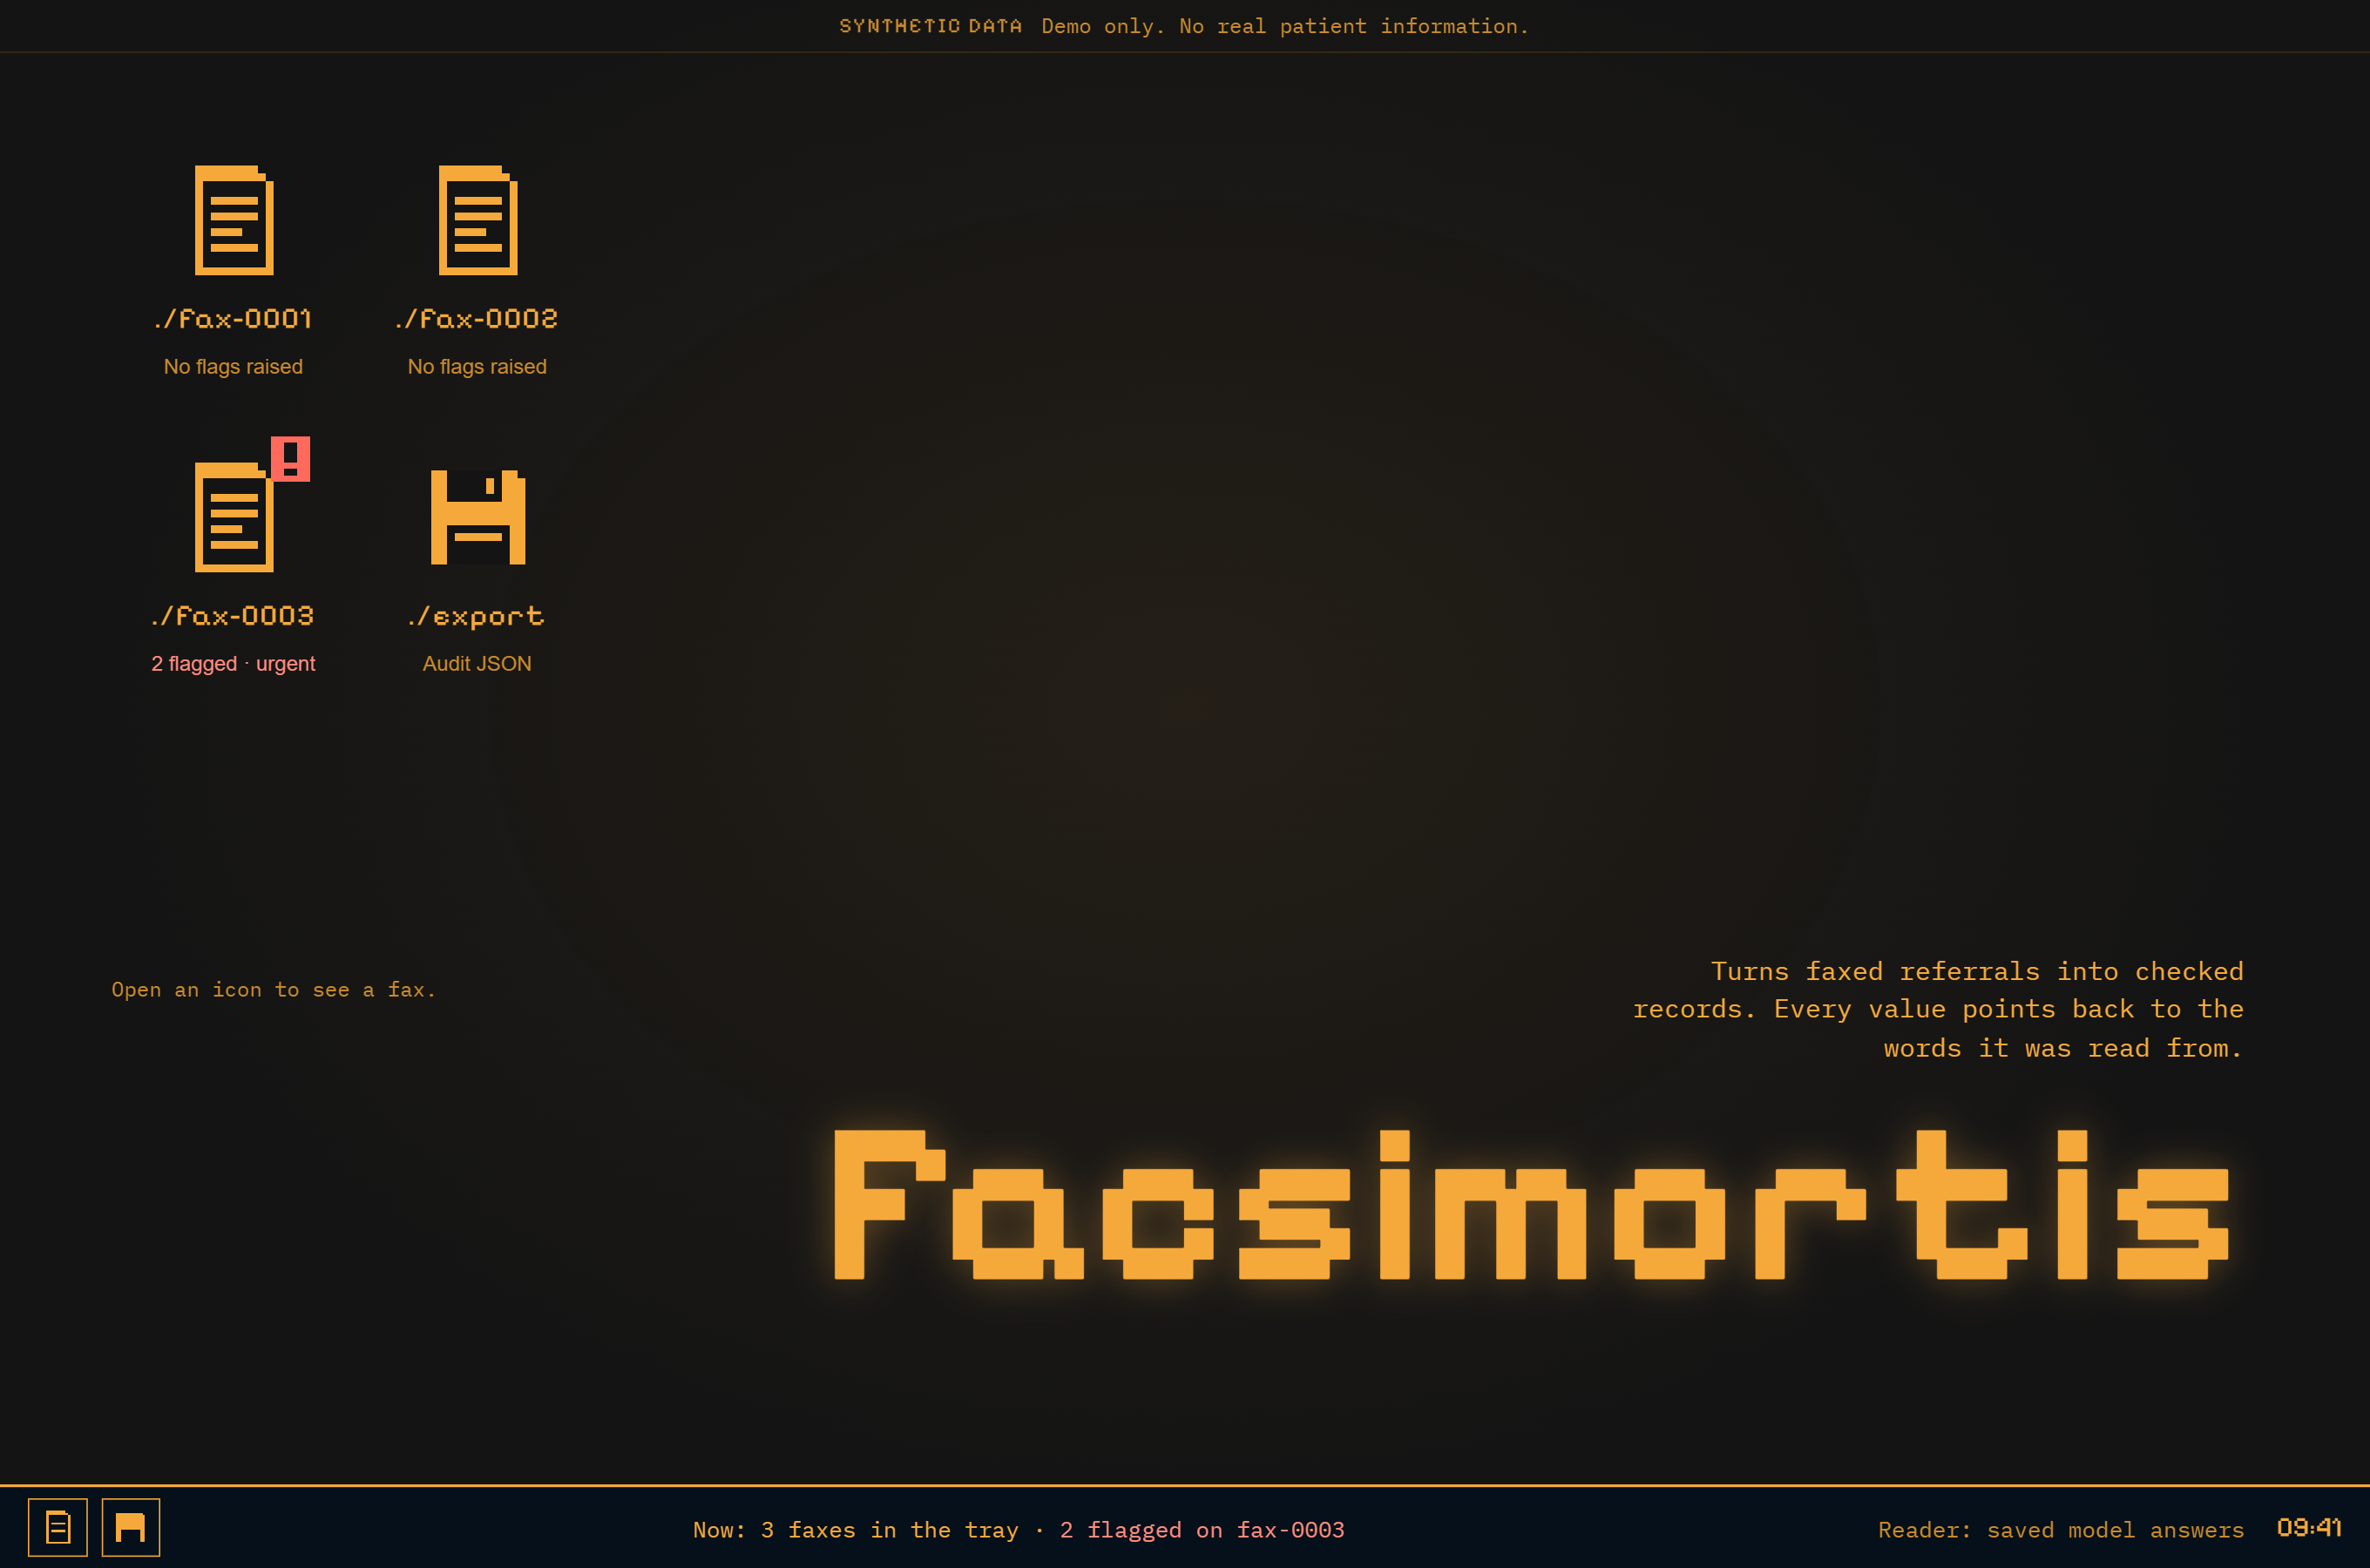 SYNTHETIC DATA Demo only. No real patient information.
./fax-0001 ./fax-0002
No flags raised No flags raised
./fax-0003 ./export
2 flagged · urgent Audit JSON
Open an icon to see a fax.
Turns faxed referrals into checked
records. Every value points back to the
words it was read from.
Facsimortis
Now: 3 faxes in the tray · 2 flagged on fax-0003 Reader: saved model answers 09:41